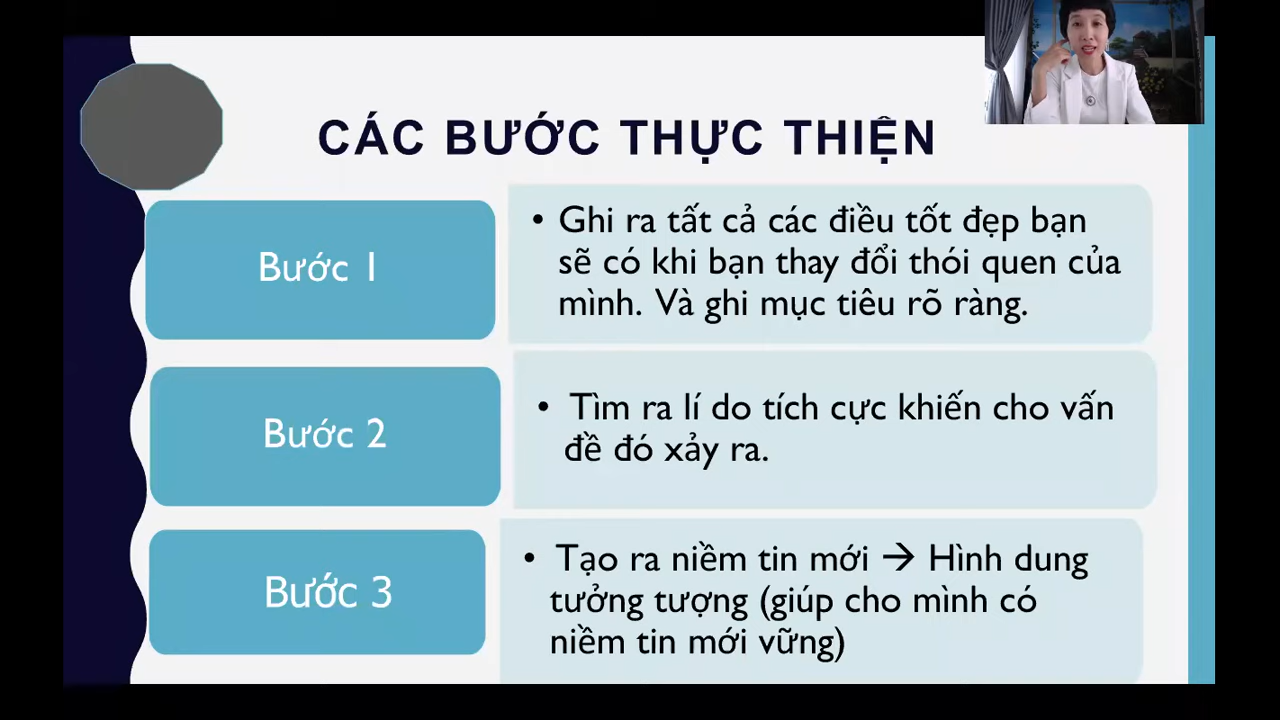 CÁC BƯỚC THỰC THIỆN
Bước 1
• Ghi ra tất cả các điều tốt đẹp bạn
sẽ có khi bạn thay đổi thói quen của
mình. Và ghi mục tiêu rõ ràng.
Bước 2
• Tìm ra lí do tích cực khiến cho vấn
đề đó xảy ra.
Bước 3
• Tạo ra niềm tin mới → Hình dung
tưởng tượng (giúp cho mình có
niềm tin mới vững)